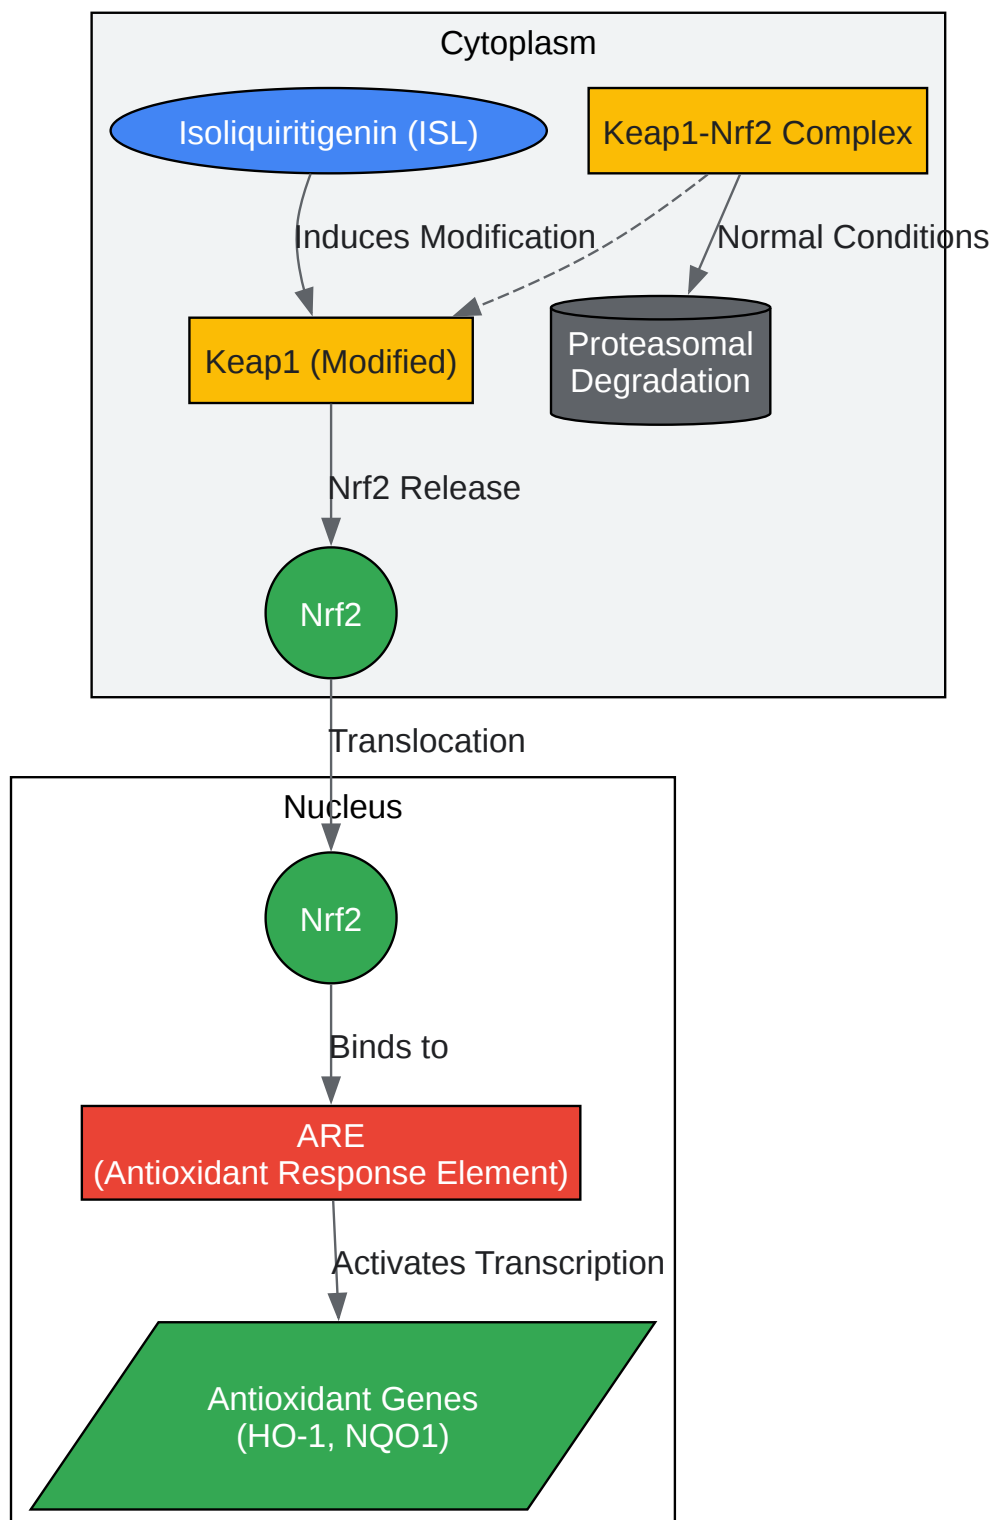 Cytoplasm
Isoliquiritigenin (ISL)
Keap1-Nrf2 Complex
Induces Modification
Normal Conditions
Keap1 (Modified)
Proteasomal
Degradation
Nrf2 Release
Nrf2
Translocation
Nucleus
Nrf2
Binds to
ARE
(Antioxidant Response Element)
Activates Transcription
Antioxidant Genes
(HO-1, NQO1)